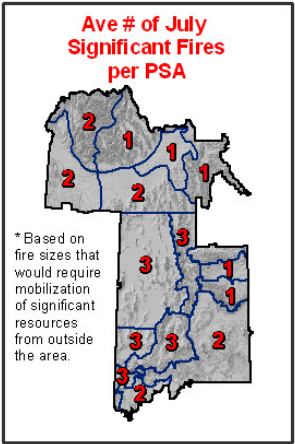 Ave # of July
Significant Fires
per PSA
2
1
1
1
2
2
3
3
1
1
3
3
2
3
2
* Based on
fire sizes that
would require
mobilization
of significant
resources
from outside
the area.